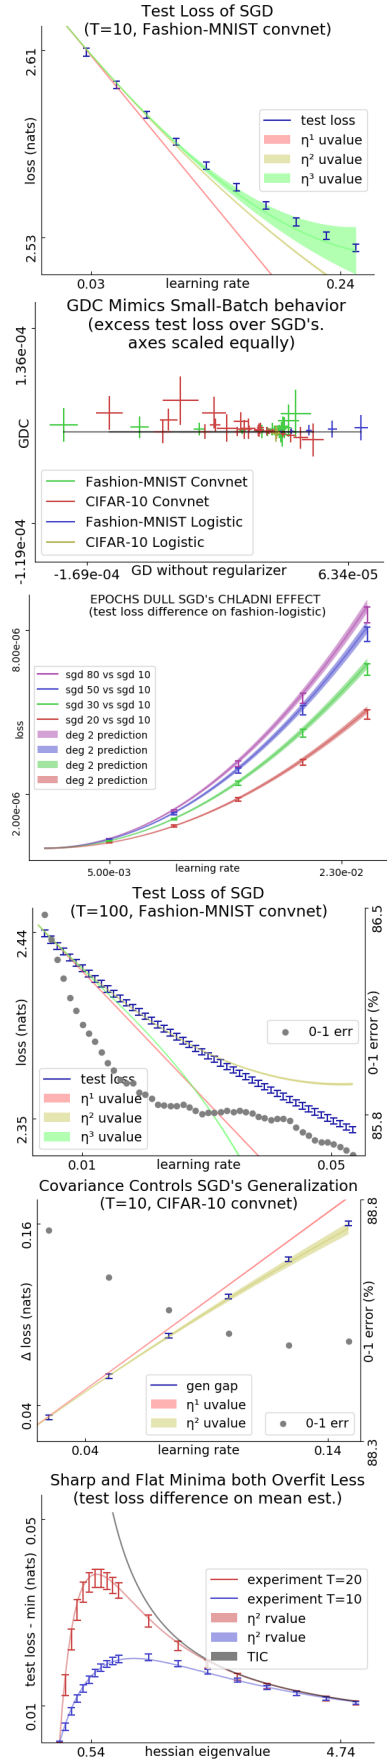 Test Loss of SGD
(T=10, Fashion-MNIST convnet)
2.61
loss (nats)
2.53
test loss
η¹ uvalue
η² uvalue
η³ uvalue
0.03
learning rate
0.24
GDC Mimics Small-Batch behavior
(excess test loss over SGD's.
axes scaled equally)
1.36e-04
GDC
-1.19e-04
Fashion-MNIST Convnet
CIFAR-10 Convnet
Fashion-MNIST Logistic
CIFAR-10 Logistic
-1.69e-04
GD without regularizer
6.34e-05
EPOCHS DULL SGD's CHLADNI EFFECT
(test loss difference on fashion-logistic)
8.00e-06
loss
2.00e-06
sgd 80 vs sgd 10
sgd 50 vs sgd 10
sgd 30 vs sgd 10
sgd 20 vs sgd 10
deg 2 prediction
deg 2 prediction
deg 2 prediction
deg 2 prediction
5.00e-03
learning rate
2.30e-02
Test Loss of SGD
(T=100, Fashion-MNIST convnet)
2.44
loss (nats)
2.35
86.5
0-1 error (%)
85.8
0-1 err
test loss
η¹ uvalue
η² uvalue
η³ uvalue
0.01
learning rate
0.05
Covariance Controls SGD's Generalization
(T=10, CIFAR-10 convnet)
0.16
Δ loss (nats)
0.04
88.8
0-1 error (%)
88.3
gen gap
η¹ uvalue
η² uvalue
0-1 err
0.04
learning rate
0.14
Sharp and Flat Minima both Overfit Less
(test loss difference on mean est.)
0.05
test loss - min (nats)
0.01
experiment T=20
experiment T=10
η² rvalue
η² rvalue
TIC
0.54
hessian eigenvalue
4.74